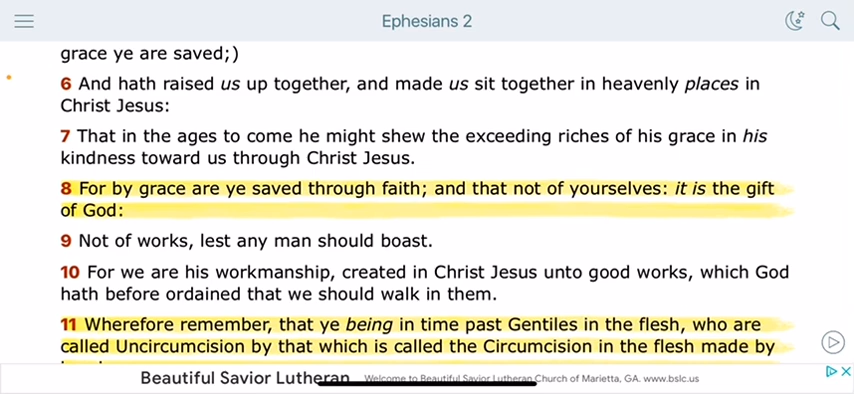 Ephesians 2
grace ye are saved;)
6 And hath raised us up together, and made us sit together in heavenly places in
Christ Jesus:
7 That in the ages to come he might shew the exceeding riches of his grace in his
kindness toward us through Christ Jesus.
8 For by grace are ye saved through faith; and that not of yourselves: it is the gift
of God:
9 Not of works, lest any man should boast.
10 For we are his workmanship, created in Christ Jesus unto good works, which God
hath before ordained that we should walk in them.
11 Wherefore remember, that ye being in time past Gentiles in the flesh, who are
called Uncircumcision by that which is called the Circumcision in the flesh made by
Beautiful Savior Lutheran Welcome to Beautiful Savior Lutheran Church of Marietta, GA. www.bslc.us